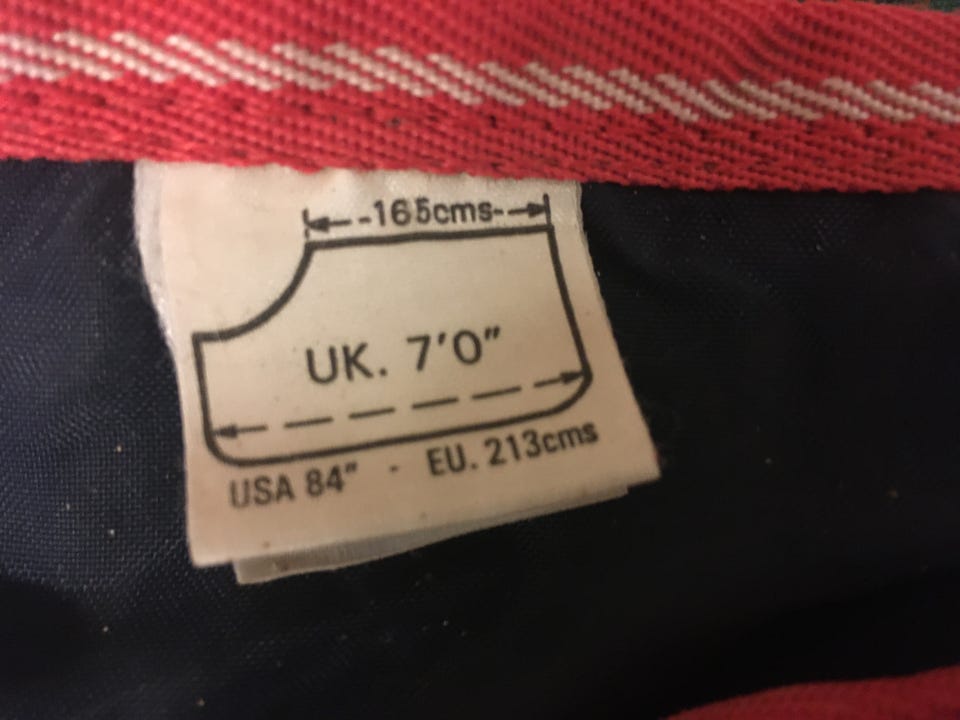 -165cms-
UK. 7'0"
USA 84" - EU. 213cms